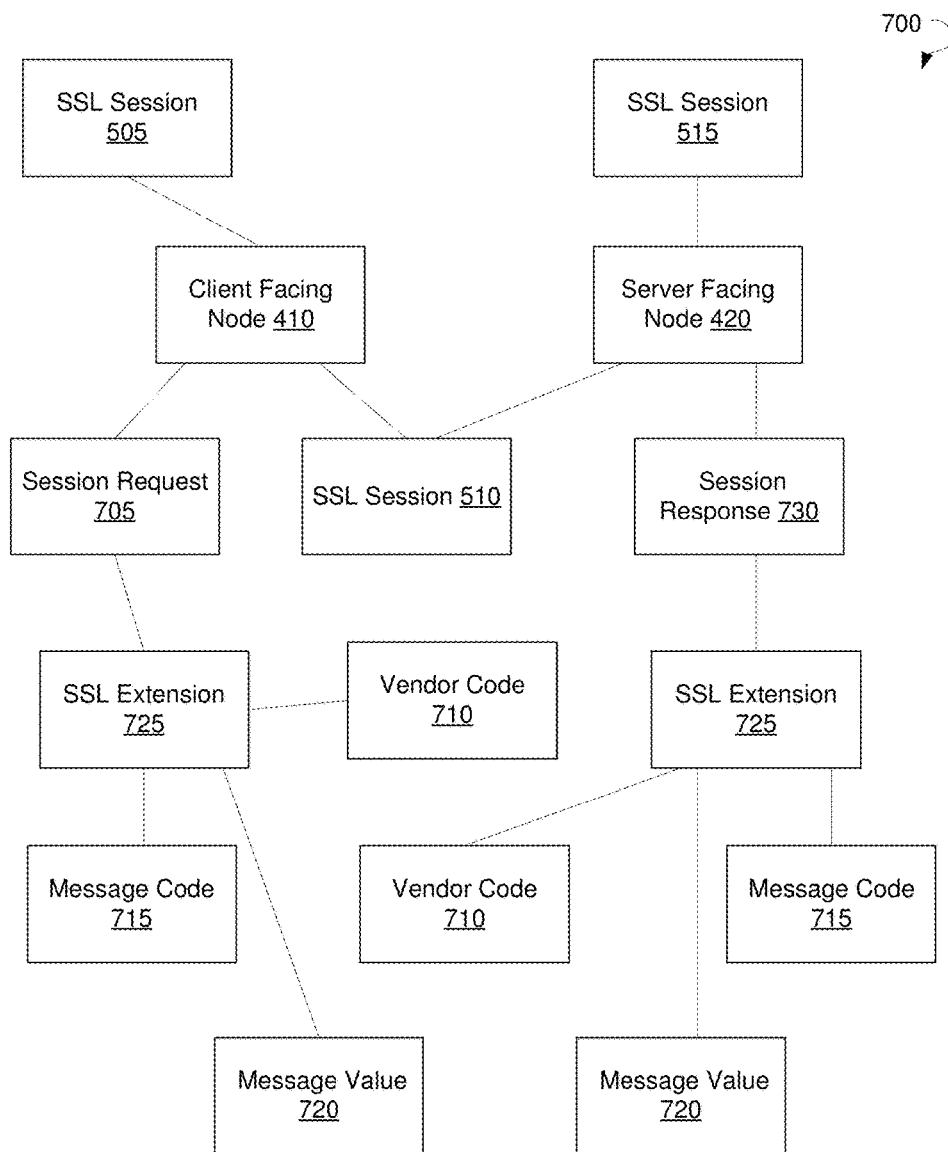 700
SSL Session
505
SSL Session
515
Client Facing
Node 410
Server Facing
Node 420
Session Request
705
SSL Session 510
Session
Response 730
SSL Extension
725
Vendor Code
710
SSL Extension
725
Message Code
715
Vendor Code
710
Message Code
715
Message Value
720
Message Value
720